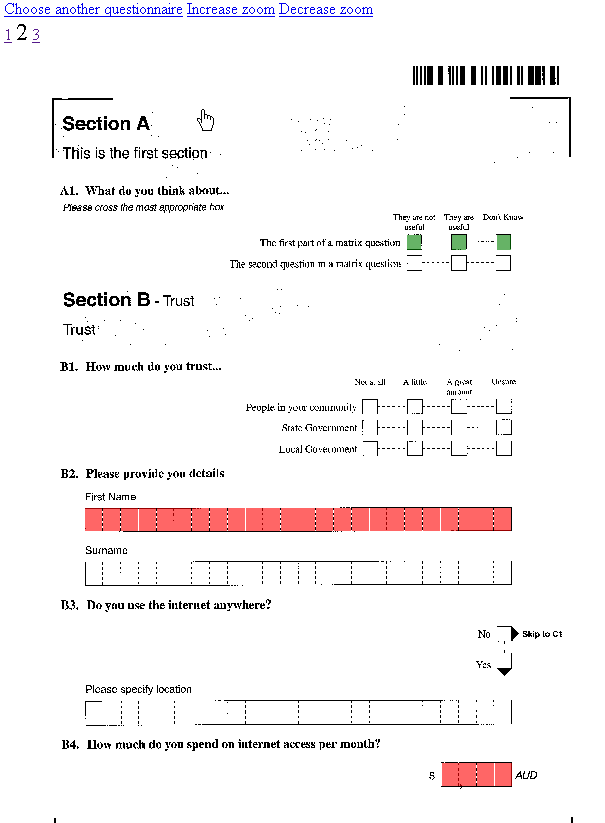 Choose another questionnaire Increase zoom Decrease zoom
1 2 3
Section A
This is the first section
A1. What do you think about...
Please cross the most appropriate box
They are not useful They are useful Don't Know
The first part of a matrix question
The second question in a matrix question
Section B - Trust
Trust
B1. How much do you trust...
Not at all A little A great amount Unsure
People in your community
State Government
Local Government
B2. Please provide you details
First Name
Surname
B3. Do you use the internet anywhere?
No Skip to C1
Yes
Please specify location
B4. How much do you spend on internet access per month?
$ AUD